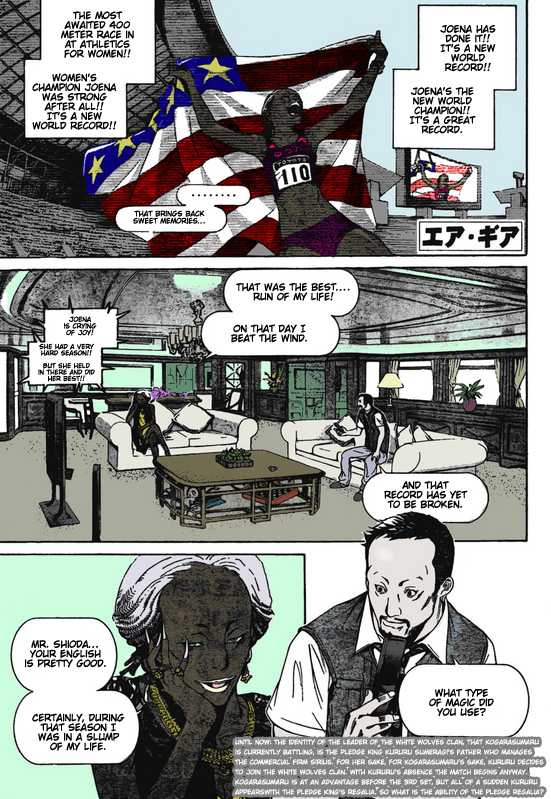 THE MOST
AWAITED 400
METER RACE IN
AT ATHLETICS
FOR WOMEN!!
WOMEN'S
CHAMPION JOENA
WAS STRONG
AFTER ALL!!
IT'S A NEW
WORLD RECORD!!
JOENA HAS
DONE IT!!
IT'S A NEW
WORLD
RECORD!!
JOENA'S THE
NEW WORLD
CHAMPION!!
IT'S A GREAT
RECORD.
TOYOTO
110
........
THAT BRINGS BACK
SWEET MEMORIES...
エア・ギア
THAT WAS THE BEST....
RUN OF MY LIFE!
ON THAT DAY I
BEAT THE WIND.
JOENA
IS CRYING
OF JOY!
SHE HAD A VERY
HARD SEASON!!
BUT SHE HELD
IN THERE AND DID
HER BEST!!
AND THAT
RECORD HAS YET
TO BE BROKEN.
MR. SHIODA...
YOUR ENGLISH
IS PRETTY GOOD.
CERTAINLY, DURING
THAT SEASON I
WAS IN A SLUMP
OF MY LIFE.
WHAT TYPE
OF MAGIC DID
YOU USE?
UNTIL NOW: THE IDENTITY OF THE LEADER OF THE WHITE WOLVES CLAN, THAT KOGARASUMARU
IS CURRENTLY BATTLING, IS THE PLEDGE KING KURURU SUMERAGI'S FATHER WHO MANAGES
THE COMMERCIAL FIRM SIRIUS. FOR HER SAKE, FOR KOGARASUMARU'S SAKE, KURURU DECIDES
TO JOIN THE WHITE WOLVES CLAN. WITH KURURU'S ABSENCE THE MATCH BEGINS ANYWAY.
KOGARASUMARU IS AT AN ADVANTAGE BEFORE THE 3RD SET, BUT ALL OF A SUDDEN KURURU
APPEARSWITH THE PLEDGE KING'S REGALIA. SO WHAT IS THE ABILITY OF THE PLEDGE REGALIA?